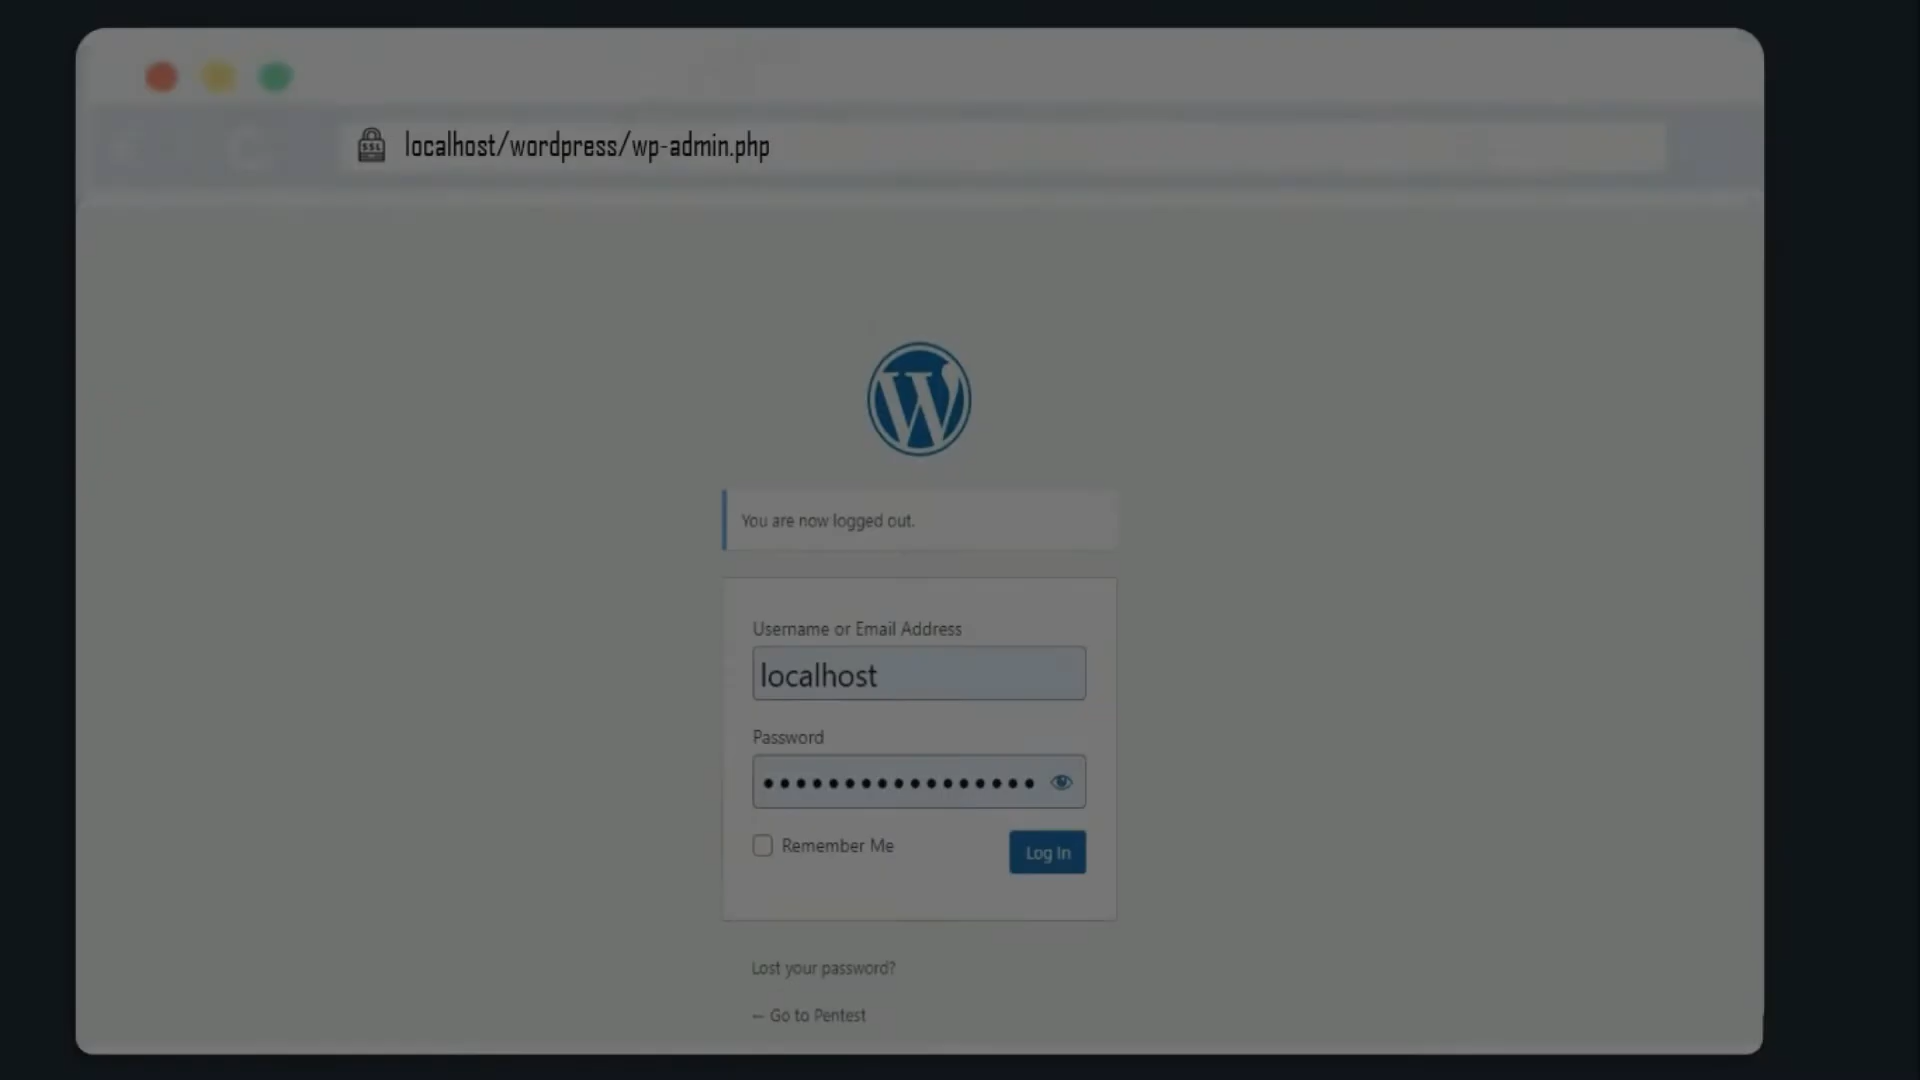 SSL
localhost/wordpress/wp-admin.php
You are now logged out.
Username or Email Address
localhost
Password
Remember Me
Log In
Lost your password?
← Go to Pentest